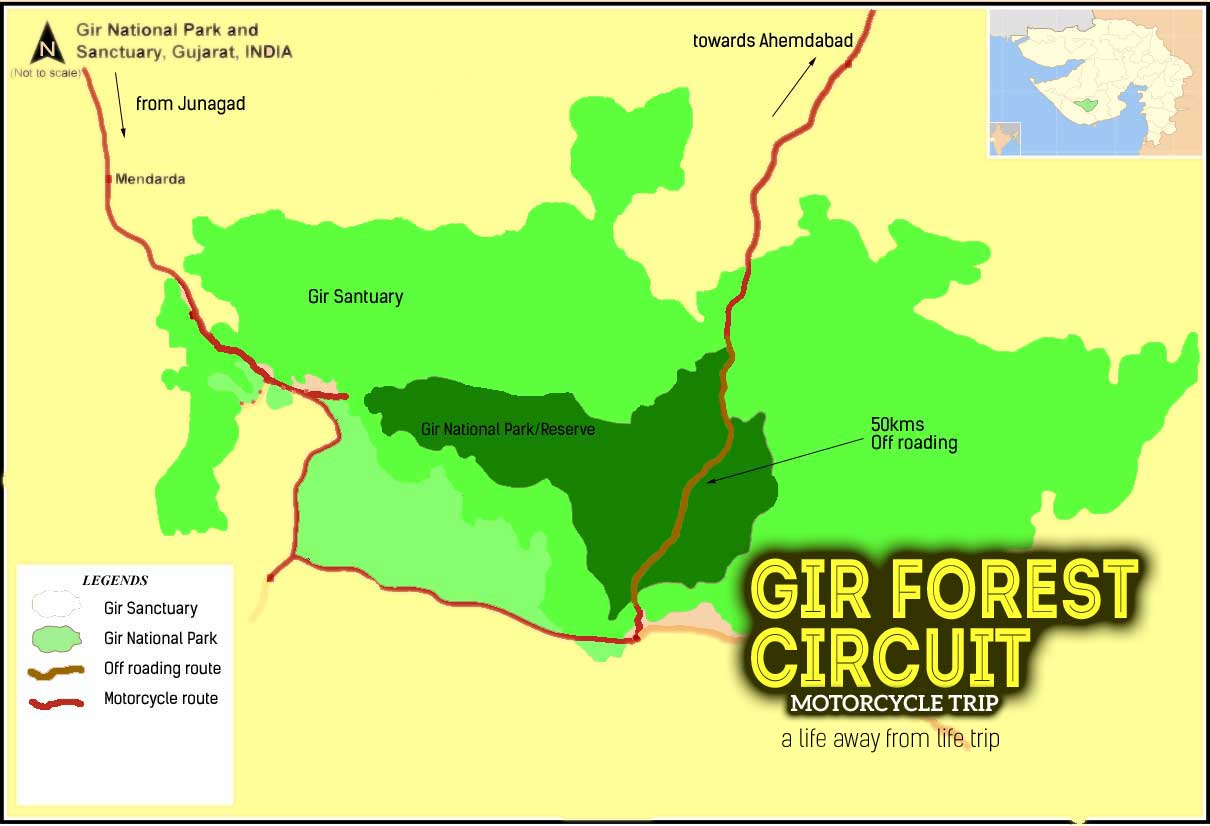 N
Gir National Park and
Sanctuary, Gujarat, INDIA
(Not to scale)
from Junagad
towards Ahemdabad
Mendarda
Gir Santuary
Gir National Park/Reserve
50kms
Off roading
LEGENDS
Gir Sanctuary
Gir National Park
Off roading route
Motorcycle route
GIR FOREST
CIRCUIT
MOTORCYCLE TRIP
a life away from life trip